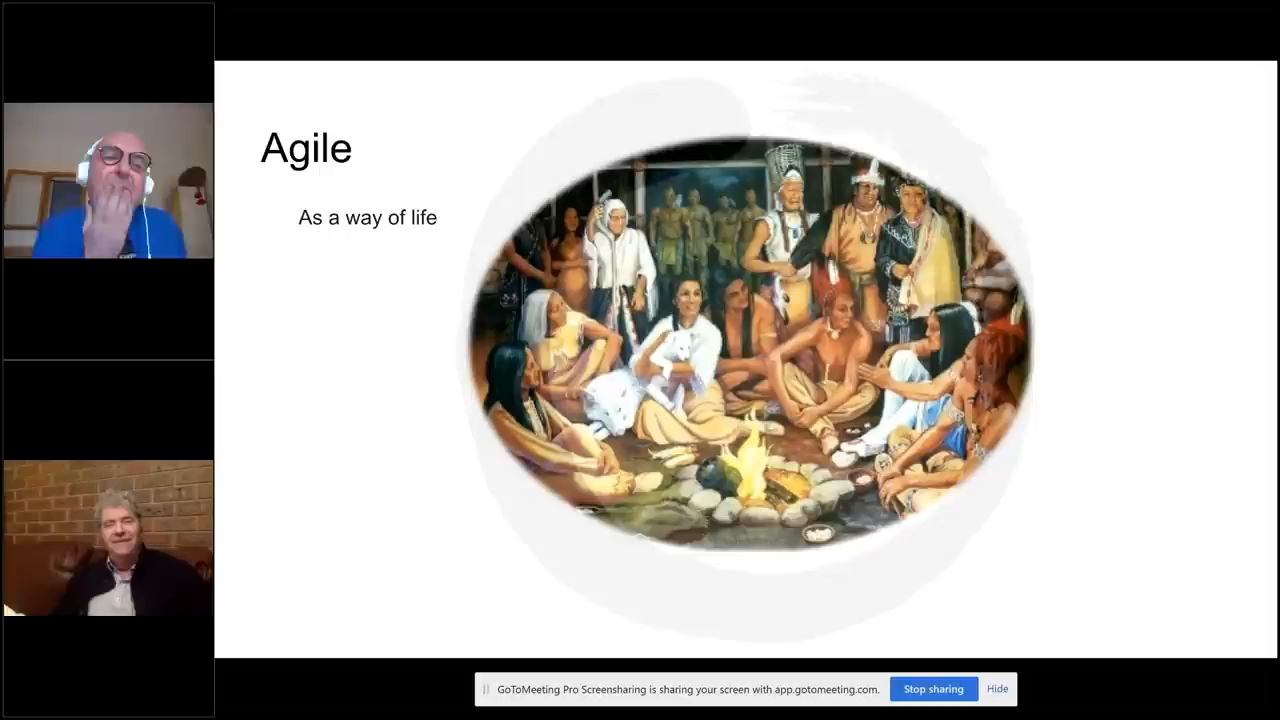 Agile
As a way of life
GoToMeeting Pro Screensharing is sharing your screen with app.gotomeeting.com.
Stop sharing
Hide